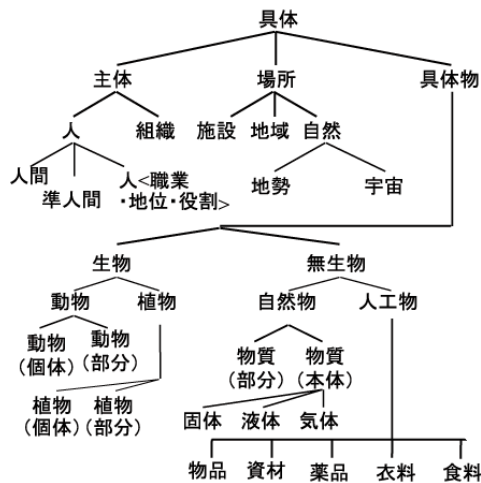 具体
主体
場所
具体物
人
組織
施設
地域
自然
人間
準人間
人<職業
・地位・役割>
地勢
宇宙
生物
無生物
動物
植物
自然物
人工物
動物
(個体)
動物
(部分)
物質
(部分)
物質
(本体)
植物
(個体)
植物
(部分)
固体
液体
気体
物品
資材
薬品
衣料
食料